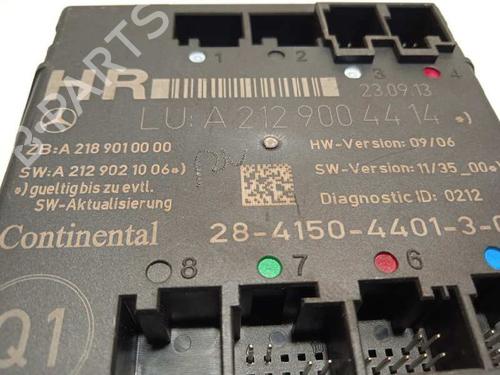 1 2 3 4
HR
23.09.13
LU: A 212 900 44 14 *)
ZB: A 218 901 00 00
HW-Version: 09/06
SW: A 212 902 10 06 *)
SW-Version: 11/35_00 *)
*) gueltig bis zu evtl.
SW-Aktualisierung
Diagnostic ID: 0212
Continental 28-4150-4401-3-0
8 7 6
Q1
B-PARTS